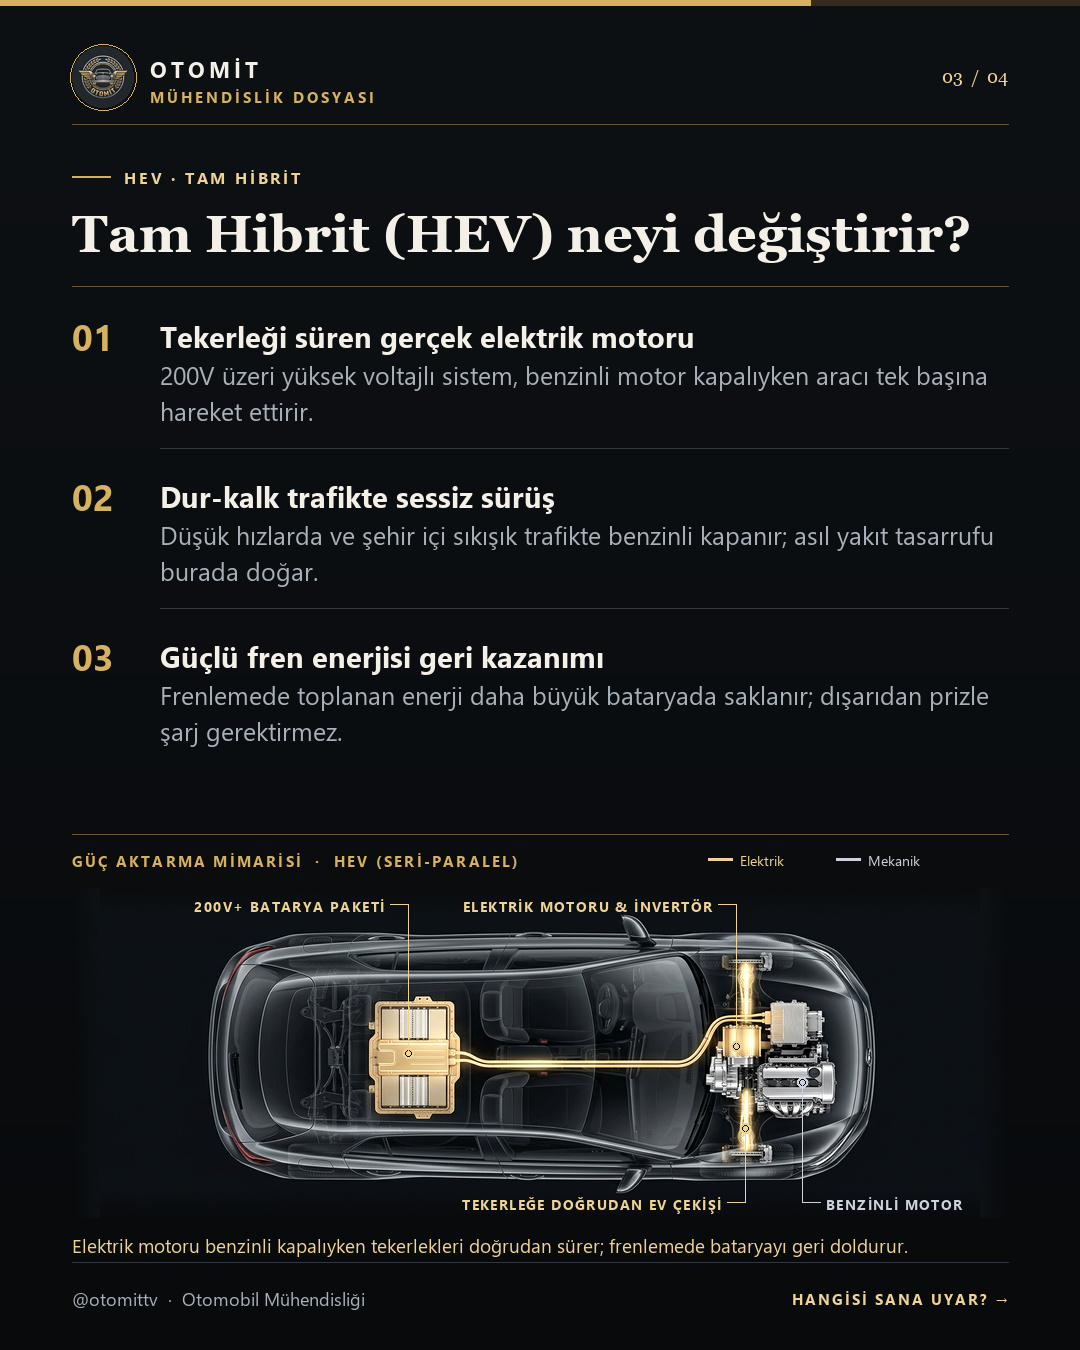 OTOMİT
OTOMİT
MÜHENDİSLİK DOSYASI
03 / 04
HEV · TAM HİBRİT
Tam Hibrit (HEV) neyi değiştirir?
01
Tekerleği süren gerçek elektrik motoru
200V üzeri yüksek voltajlı sistem, benzinli motor kapalıyken aracı tek başına
hareket ettirir.
02
Dur-kalk trafikte sessiz sürüş
Düşük hızlarda ve şehir içi sıkışık trafikte benzinli kapanır; asıl yakıt tasarrufu
burada doğar.
03
Güçlü fren enerjisi geri kazanımı
Frenlemede toplanan enerji daha büyük bataryada saklanır; dışarıdan prizle
şarj gerektirmez.
GÜÇ AKTARMA MİMARİSİ · HEV (SERİ-PARALEL)
Elektrik
Mekanik
200V+ BATARYA PAKETİ
ELEKTRİK MOTORU & İNVERTÖR
TEKERLEĞE DOĞRUDAN EV ÇEKİŞİ
BENZİNLİ MOTOR
Elektrik motoru benzinli kapalıyken tekerlekleri doğrudan sürer; frenlemede bataryayı geri doldurur.
@otomittv · Otomobil Mühendisliği
HANGİSİ SANA UYAR? →